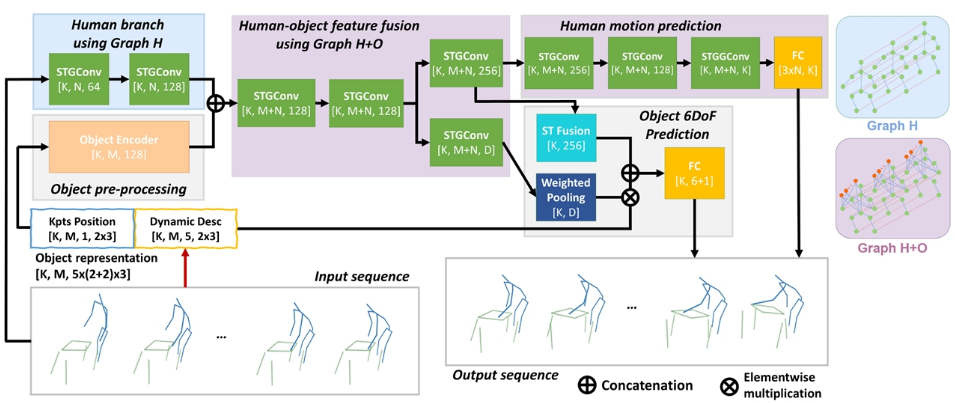 Human branch
using Graph H
STGConv
[K, N, 64]
STGConv
[K, N, 128]
Object Encoder
[K, M, 128]
Object pre-processing
Kpts Position
[K, M, 1, 2x3]
Dynamic Desc
[K, M, 5, 2x3]
Object representation
[K, M, 5x(2+2)x3]
Human-object feature fusion
using Graph H+O
STGConv
[K, M+N, 128]
STGConv
[K, M+N, 128]
STGConv
[K, M+N, 256]
STGConv
[K, M+N, D]
Human motion prediction
STGConv
[K, M+N, 256]
STGConv
[K, M+N, 128]
STGGConv
[K, M+N, K]
FC
[3xN, K]
Object 6DoF
Prediction
ST Fusion
[K, 256]
Weighted
Pooling
[K, D]
FC
[K, 6+1]
Graph H
Graph H+O
Input sequence
...
...
Output sequence
Concatenation
Elementwise
multiplication